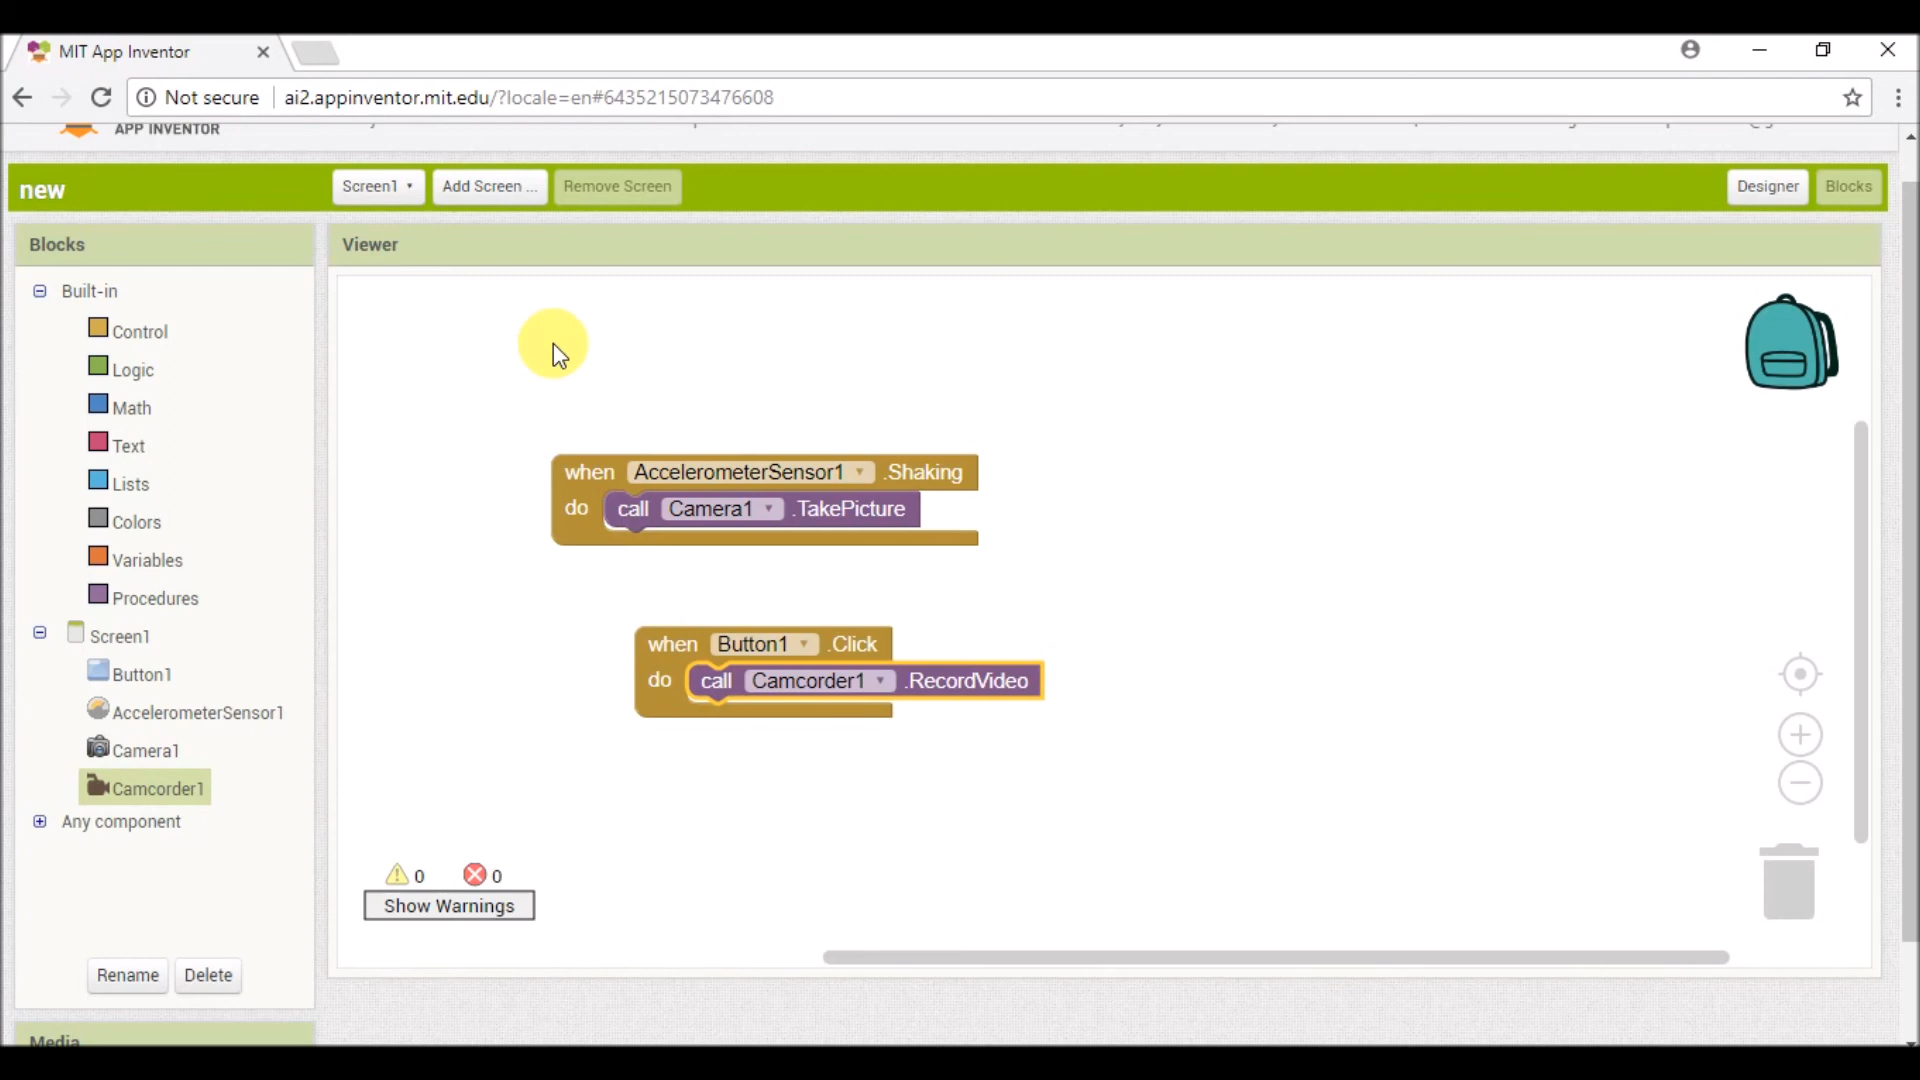 MIT App Inventor
Not secure ai2.appinventor.mit.edu/?locale=en#6435215073476608
APP INVENTOR
new Screen1 Add Screen ... Remove Screen Designer Blocks
Blocks Viewer
Built-in
Control
Logic
Math
Text
Lists
Colors
Variables
Procedures
Screen1
Button1
AccelerometerSensor1
Camera1
Camcorder1
Any component
Rename Delete
Media
when AccelerometerSensor1 .Shaking
do call Camera1 .TakePicture
when Button1 .Click
do call Camcorder1 .RecordVideo
0 0
Show Warnings